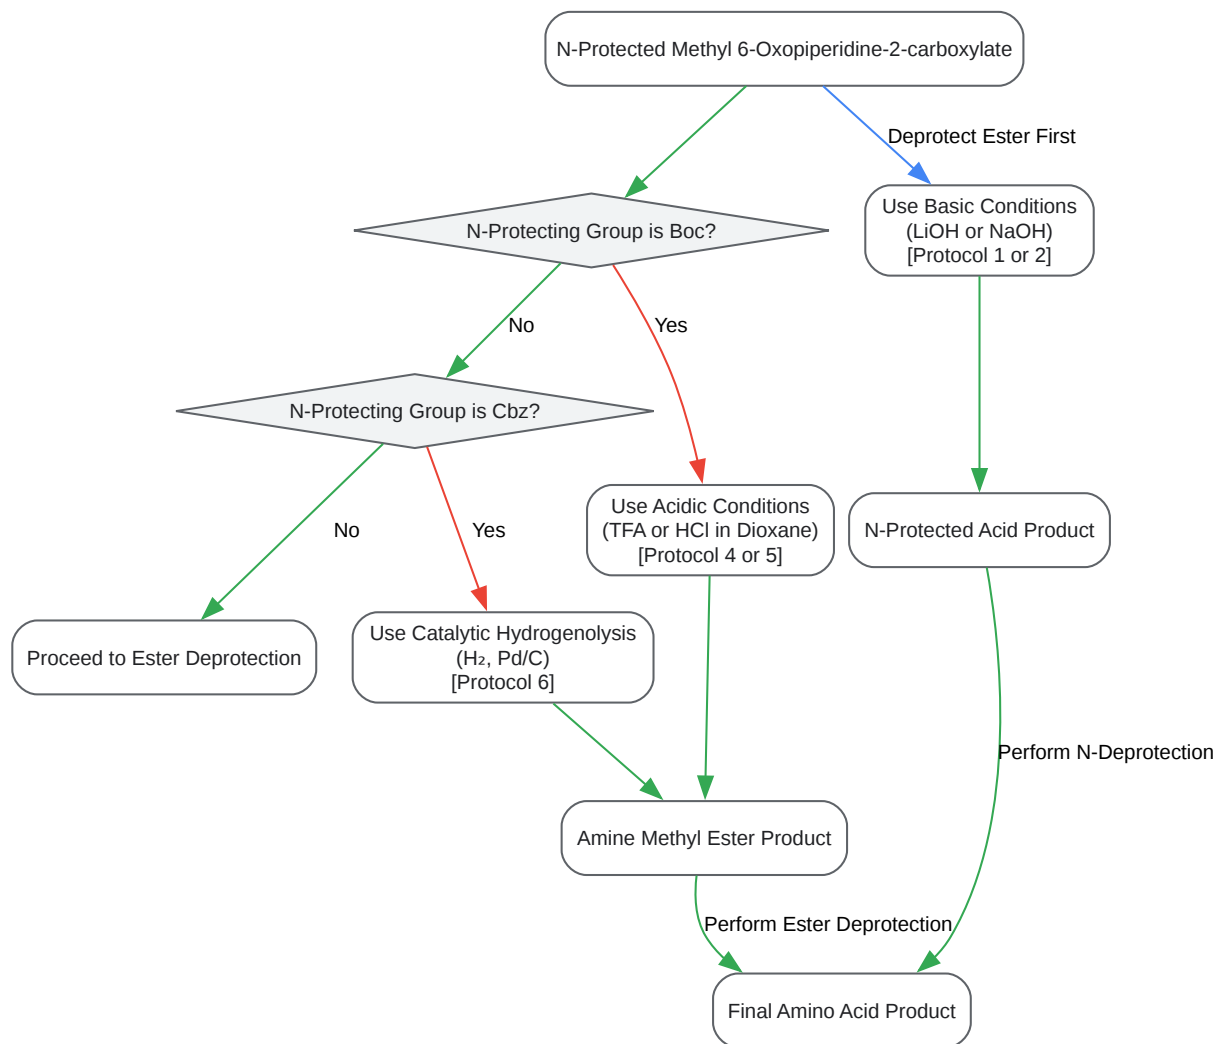 N-Protected Methyl 6-Oxopiperidine-2-carboxylate
Deprotect Ester First
Use Basic Conditions
(LiOH or NaOH)
[Protocol 1 or 2]
N-Protecting Group is Boc?
No
Yes
N-Protecting Group is Cbz?
No
Yes
Use Acidic Conditions
(TFA or HCl in Dioxane)
[Protocol 4 or 5]
N-Protected Acid Product
Proceed to Ester Deprotection
Use Catalytic Hydrogenolysis
(H₂, Pd/C)
[Protocol 6]
Perform N-Deprotection
Amine Methyl Ester Product
Perform Ester Deprotection
Final Amino Acid Product